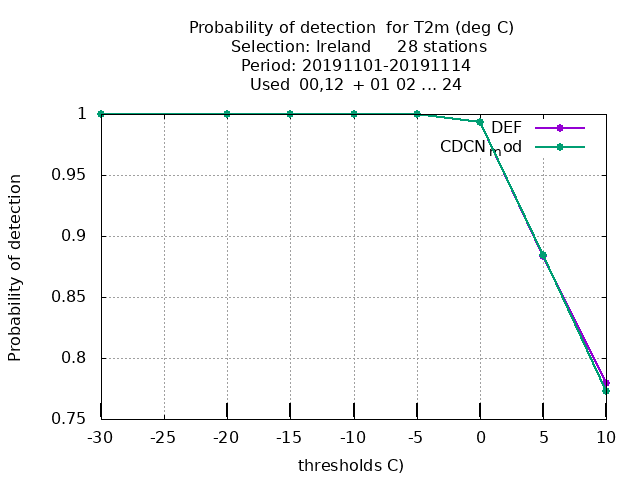 Probability of detection  for T2m (deg C)
Selection: Ireland     28 stations
Period: 20191101-20191114
Used  00,12  + 01 02 ... 24
1
0.95
0.9
0.85
0.8
0.75
Probability of detection
DEF
CDCNmod
-30 -25 -20 -15 -10 -5 0 5 10
thresholds C)